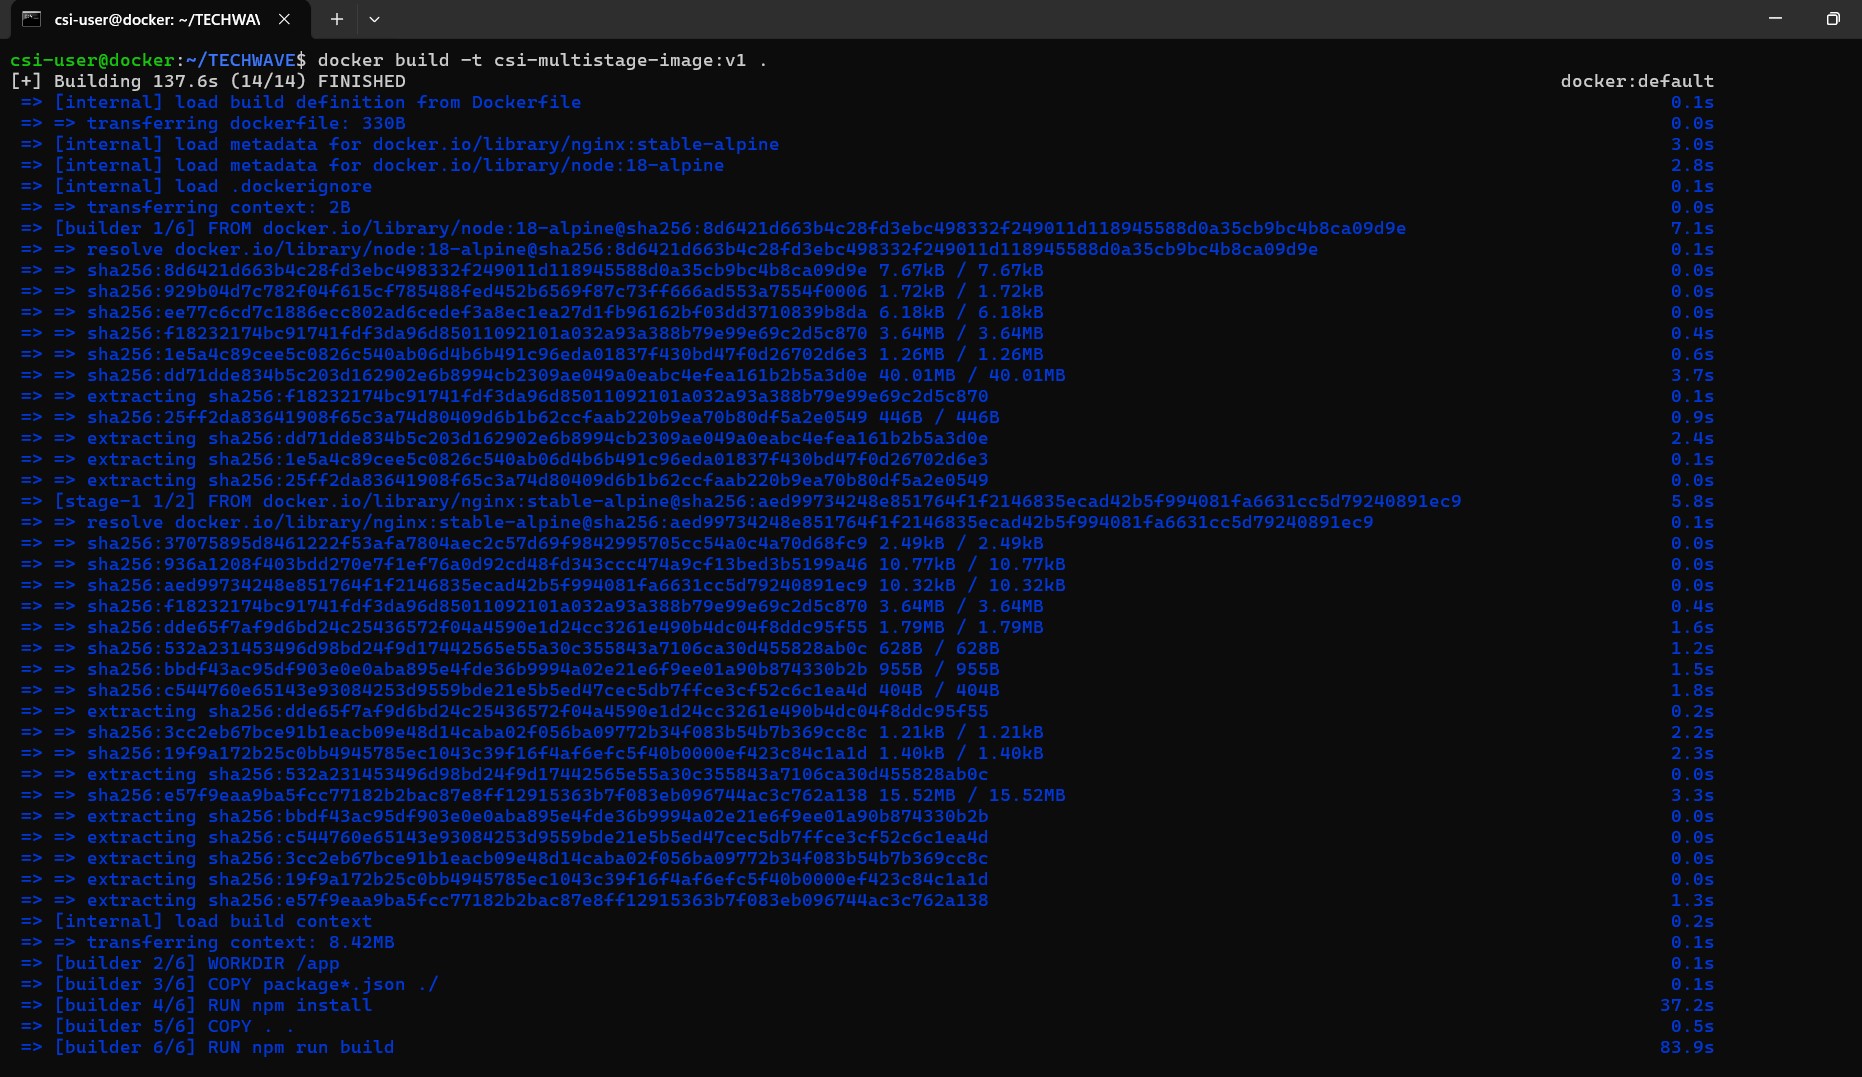 csi-user@docker: ~/TECHWAV
csi-user@docker:~/TECHWAVE$ docker build -t csi-multistage-image:v1 .
[+] Building 137.6s (14/14) FINISHED docker:default
=> [internal] load build definition from Dockerfile 0.1s
=> => transferring dockerfile: 330B 0.0s
=> [internal] load metadata for docker.io/library/nginx:stable-alpine 3.0s
=> [internal] load metadata for docker.io/library/node:18-alpine 2.8s
=> [internal] load .dockerignore 0.1s
=> => transferring context: 2B 0.0s
=> [builder 1/6] FROM docker.io/library/node:18-alpine@sha256:8d6421d663b4c28fd3ebc498332f249011d118945588d0a35cb9bc4b8ca09d9e 7.1s
=> => resolve docker.io/library/node:18-alpine@sha256:8d6421d663b4c28fd3ebc498332f249011d118945588d0a35cb9bc4b8ca09d9e 0.1s
=> => sha256:8d6421d663b4c28fd3ebc498332f249011d118945588d0a35cb9bc4b8ca09d9e 7.67kB / 7.67kB 0.0s
=> => sha256:929b04d7c782f04f615cf785488fed452b6569f87c73ff666ad553a7554f0006 1.72kB / 1.72kB 0.0s
=> => sha256:ee77c6cd7c1886ecc802ad6cedef3a8ec1ea27d1fb96162bf03dd3710839b8da 6.18kB / 6.18kB 0.0s
=> => sha256:f18232174bc91741fdf3da96d85011092101a032a93a388b79e99e69c2d5c870 3.64MB / 3.64MB 0.4s
=> => sha256:1e5a4c89cee5c0826c540ab06d4b6b491c96eda01837f430bd47f0d26702d6e3 1.26MB / 1.26MB 0.6s
=> => sha256:dd71dde834b5c203d162902e6b8994cb2309ae049a0eabc4efea161b2b5a3d0e 40.01MB / 40.01MB 3.7s
=> => extracting sha256:f18232174bc91741fdf3da96d85011092101a032a93a388b79e99e69c2d5c870 0.1s
=> => sha256:25ff2da83641908f65c3a74d80409d6b1b62ccfaab220b9ea70b80df5a2e0549 446B / 446B 0.9s
=> => extracting sha256:dd71dde834b5c203d162902e6b8994cb2309ae049a0eabc4efea161b2b5a3d0e 2.4s
=> => extracting sha256:1e5a4c89cee5c0826c540ab06d4b6b491c96eda01837f430bd47f0d26702d6e3 0.1s
=> => extracting sha256:25ff2da83641908f65c3a74d80409d6b1b62ccfaab220b9ea70b80df5a2e0549 0.0s
=> [stage-1 1/2] FROM docker.io/library/nginx:stable-alpine@sha256:aed99734248e851764f1f2146835ecad42b5f994081fa6631cc5d79240891ec9 5.8s
=> => resolve docker.io/library/nginx:stable-alpine@sha256:aed99734248e851764f1f2146835ecad42b5f994081fa6631cc5d79240891ec9 0.1s
=> => sha256:37075895d8461222f53afa7804aec2c57d69f9842995705cc54a0c4a70d68fc9 2.49kB / 2.49kB 0.0s
=> => sha256:936a1208f403bdd270e7f1ef76a0d92cd48fd343ccc474a9cf13bed3b5199a46 10.77kB / 10.77kB 0.0s
=> => sha256:aed99734248e851764f1f2146835ecad42b5f994081fa6631cc5d79240891ec9 10.32kB / 10.32kB 0.0s
=> => sha256:f18232174bc91741fdf3da96d85011092101a032a93a388b79e99e69c2d5c870 3.64MB / 3.64MB 0.4s
=> => sha256:dde65f7af9d6bd24c25436572f04a4590e1d24cc3261e490b4dc04f8ddc95f55 1.79MB / 1.79MB 1.6s
=> => sha256:532a231453496d98bd24f9d17442565e55a30c355843a7106ca30d455828ab0c 628B / 628B 1.2s
=> => sha256:bbdf43ac95df903e0e0aba895e4fde36b9994a02e21e6f9ee01a90b874330b2b 955B / 955B 1.5s
=> => sha256:c544760e65143e93084253d9559bde21e5b5ed47cec5db7ffce3cf52c6c1ea4d 404B / 404B 1.8s
=> => extracting sha256:dde65f7af9d6bd24c25436572f04a4590e1d24cc3261e490b4dc04f8ddc95f55 0.2s
=> => sha256:3cc2eb67bce91b1eacb09e48d14caba02f056ba09772b34f083b54b7b369cc8c 1.21kB / 1.21kB 2.2s
=> => sha256:19f9a172b25c0bb4945785ec1043c39f16f4af6efc5f40b0000ef423c84c1a1d 1.40kB / 1.40kB 2.3s
=> => extracting sha256:532a231453496d98bd24f9d17442565e55a30c355843a7106ca30d455828ab0c 0.0s
=> => sha256:e57f9eaa9ba5fcc77182b2bac87e8ff12915363b7f083eb096744ac3c762a138 15.52MB / 15.52MB 3.3s
=> => extracting sha256:bbdf43ac95df903e0e0aba895e4fde36b9994a02e21e6f9ee01a90b874330b2b 0.0s
=> => extracting sha256:c544760e65143e93084253d9559bde21e5b5ed47cec5db7ffce3cf52c6c1ea4d 0.0s
=> => extracting sha256:3cc2eb67bce91b1eacb09e48d14caba02f056ba09772b34f083b54b7b369cc8c 0.0s
=> => extracting sha256:19f9a172b25c0bb4945785ec1043c39f16f4af6efc5f40b0000ef423c84c1a1d 0.0s
=> => extracting sha256:e57f9eaa9ba5fcc77182b2bac87e8ff12915363b7f083eb096744ac3c762a138 1.3s
=> [internal] load build context 0.2s
=> => transferring context: 8.42MB 0.1s
=> [builder 2/6] WORKDIR /app 0.1s
=> [builder 3/6] COPY package*.json ./ 0.1s
=> [builder 4/6] RUN npm install 37.2s
=> [builder 5/6] COPY . . 0.5s
=> [builder 6/6] RUN npm run build 83.9s